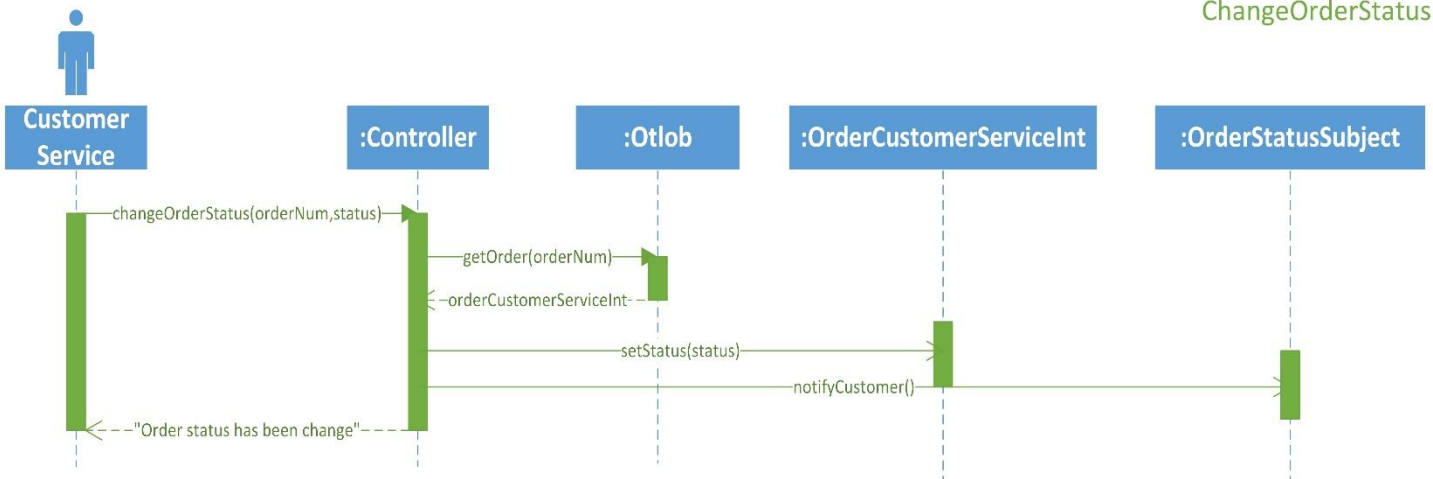 ChangeOrderStatus
Customer
Service
:Controller
:Otlob
:OrderCustomerServiceInt
:OrderStatusSubject
changeOrderStatus(orderNum,status)
getOrder(orderNum)
orderCustomerServiceInt
setStatus(status)
notifyCustomer()
"Order status has been change"